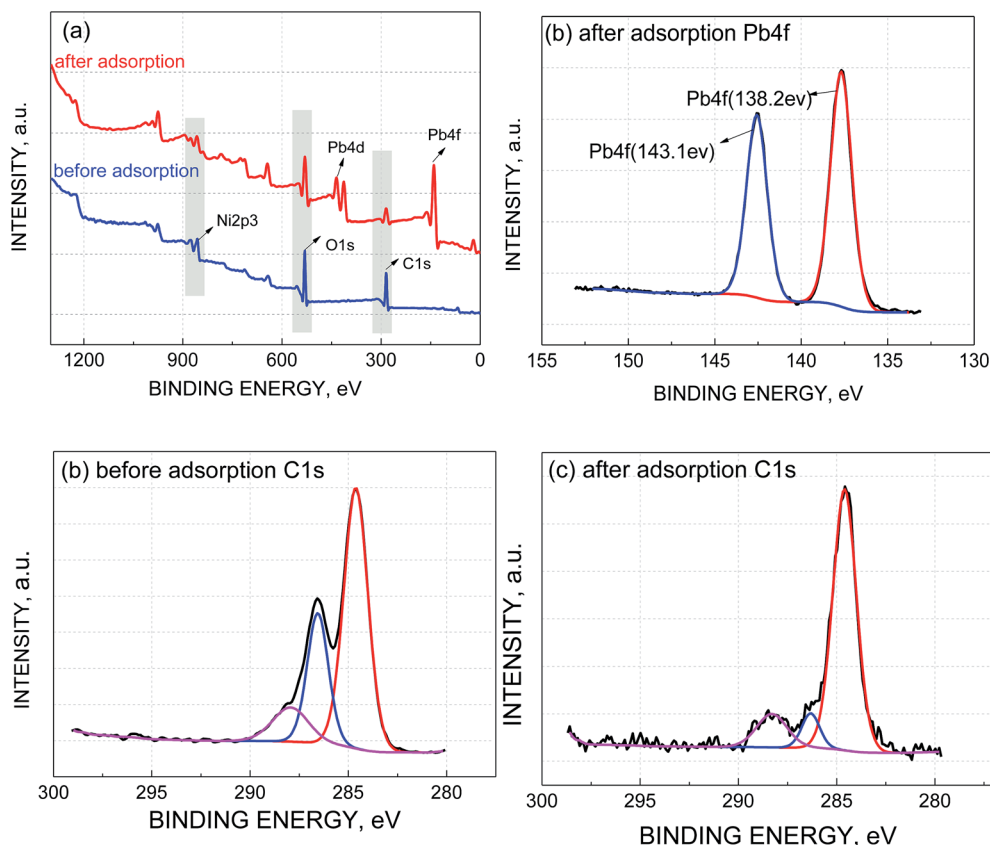 (a)
after adsorption
before adsorption
Ni2p3
O1s
Pb4d
C1s
Pb4f
INTENSITY, a.u.
1200 900 600 300 0
BINDING ENERGY, eV
(b) after adsorption Pb4f
Pb4f(138.2ev)
Pb4f(143.1ev)
INTENSITY, a.u.
155 150 145 140 135 130
BINDING ENERGY, eV
(b) before adsorption C1s
INTENSITY, a.u.
300 295 290 285 280
BINDING ENERGY, eV
(c) after adsorption C1s
INTENSITY, a.u.
300 295 290 285 280
BINDING ENERGY, eV